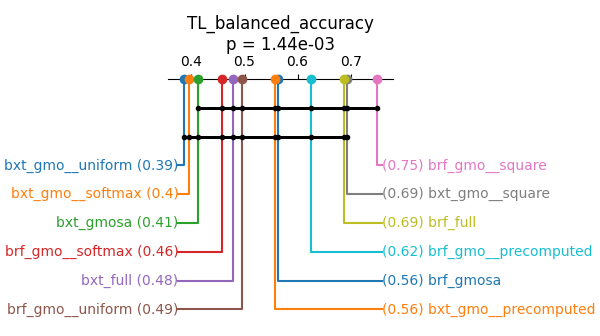 TL_balanced_accuracy
p = 1.44e-03
0.4 0.5 0.6 0.7
bxt_gmo__uniform (0.39) (0.75) brf_gmo__square
bxt_gmo__softmax (0.4) (0.69) bxt_gmo__square
bxt_gmosa (0.41) (0.69) brf_full
brf_gmo__softmax (0.46) (0.62) brf_gmo__precomputed
bxt_full (0.48) (0.56) brf_gmosa
brf_gmo__uniform (0.49) (0.56) bxt_gmo__precomputed